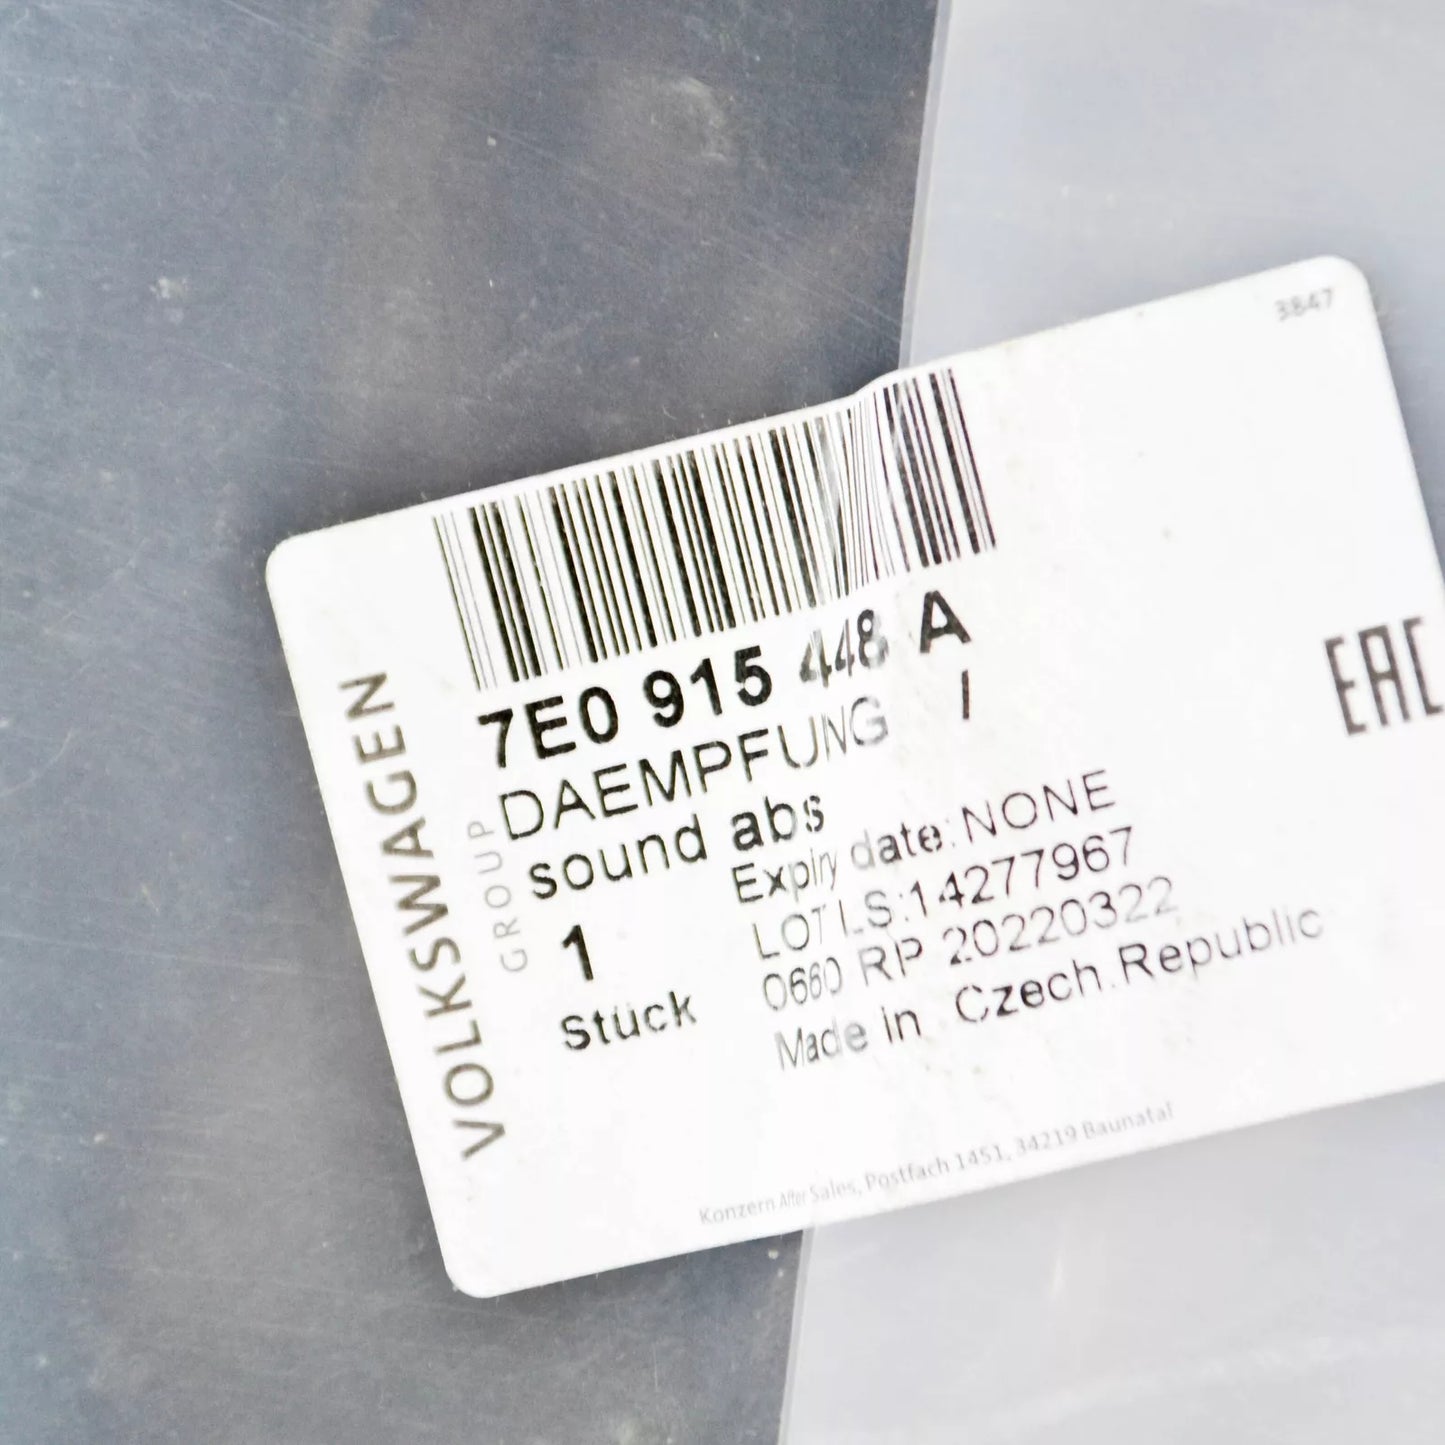 3847
7E0 915 448 A
DAEMPFUNG I
sound abs
1
Stück
Expiry date:NONE
LOT LS:14277967
0660 RP 20220322
Made in Czech.Republic
EAC
VOLKSWAGEN
GROUP
Konzern After Sales, Postfach 1451, 34219 Baunatal